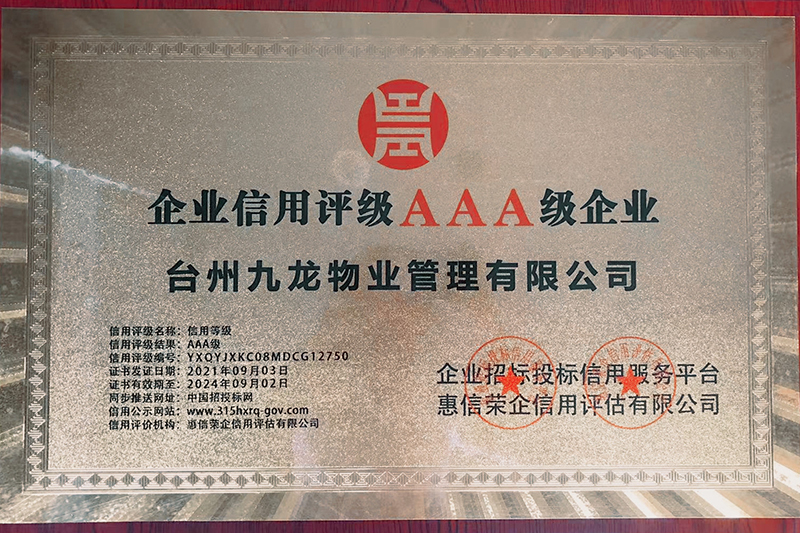 企业信用评级AAA级企业
台州九龙物业管理有限公司
信用评级名称：信用等级
信用评级结果：AAA级
信用评级编号：YXQYJXKC08MDCG12750
证书发证日期：2021年09月03日
证书有效期至：2024年09月02日
同步推送网址：中国招投标网
信用公示网站：www.315hxrq-gov.com
信用评价机构：惠信荣企信用评估有限公司
企业招标投标信用服务平台
惠信荣企信用评估有限公司